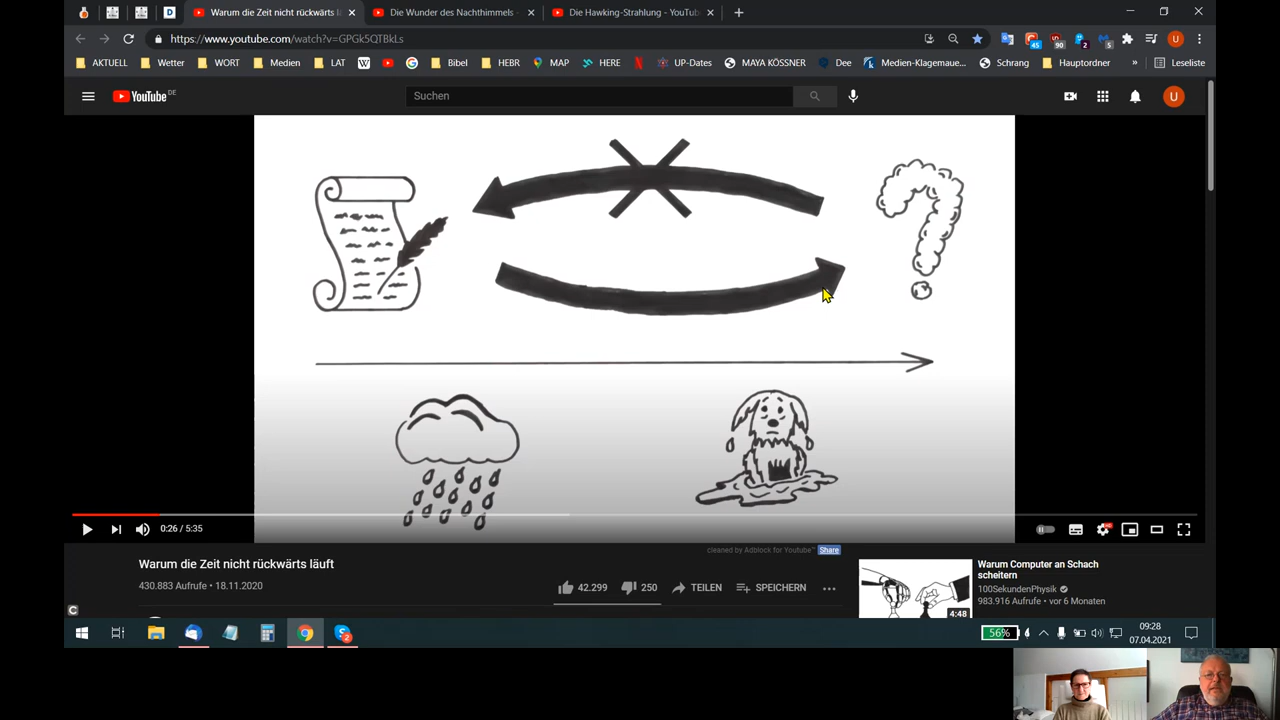 Warum die Zeit nicht rückwärts l
Die Wunder des Nachthimmels -
Die Hawking-Strahlung - YouTub
https://www.youtube.com/watch?v=GPGk5QTBkLs
45
90
2
5
U
AKTUELL
Wetter
WORT
Medien
LAT
W
Bibel
HEBR
MAP
HERE
UP-Dates
MAYA KÖSSNER
Dee
Medien-Klagemaue...
Schrang
Hauptordner
»
Leseliste
YouTube DE
Suchen
U
0:26 / 5:35
cleaned by Adblock for Youtube™ Share
Warum die Zeit nicht rückwärts läuft
430.883 Aufrufe • 18.11.2020
42.299
250
TEILEN
SPEICHERN
Warum Computer an Schach
scheitern
100SekundenPhysik
983.916 Aufrufe • vor 6 Monaten
4:48
56%
09:28
07.04.2021